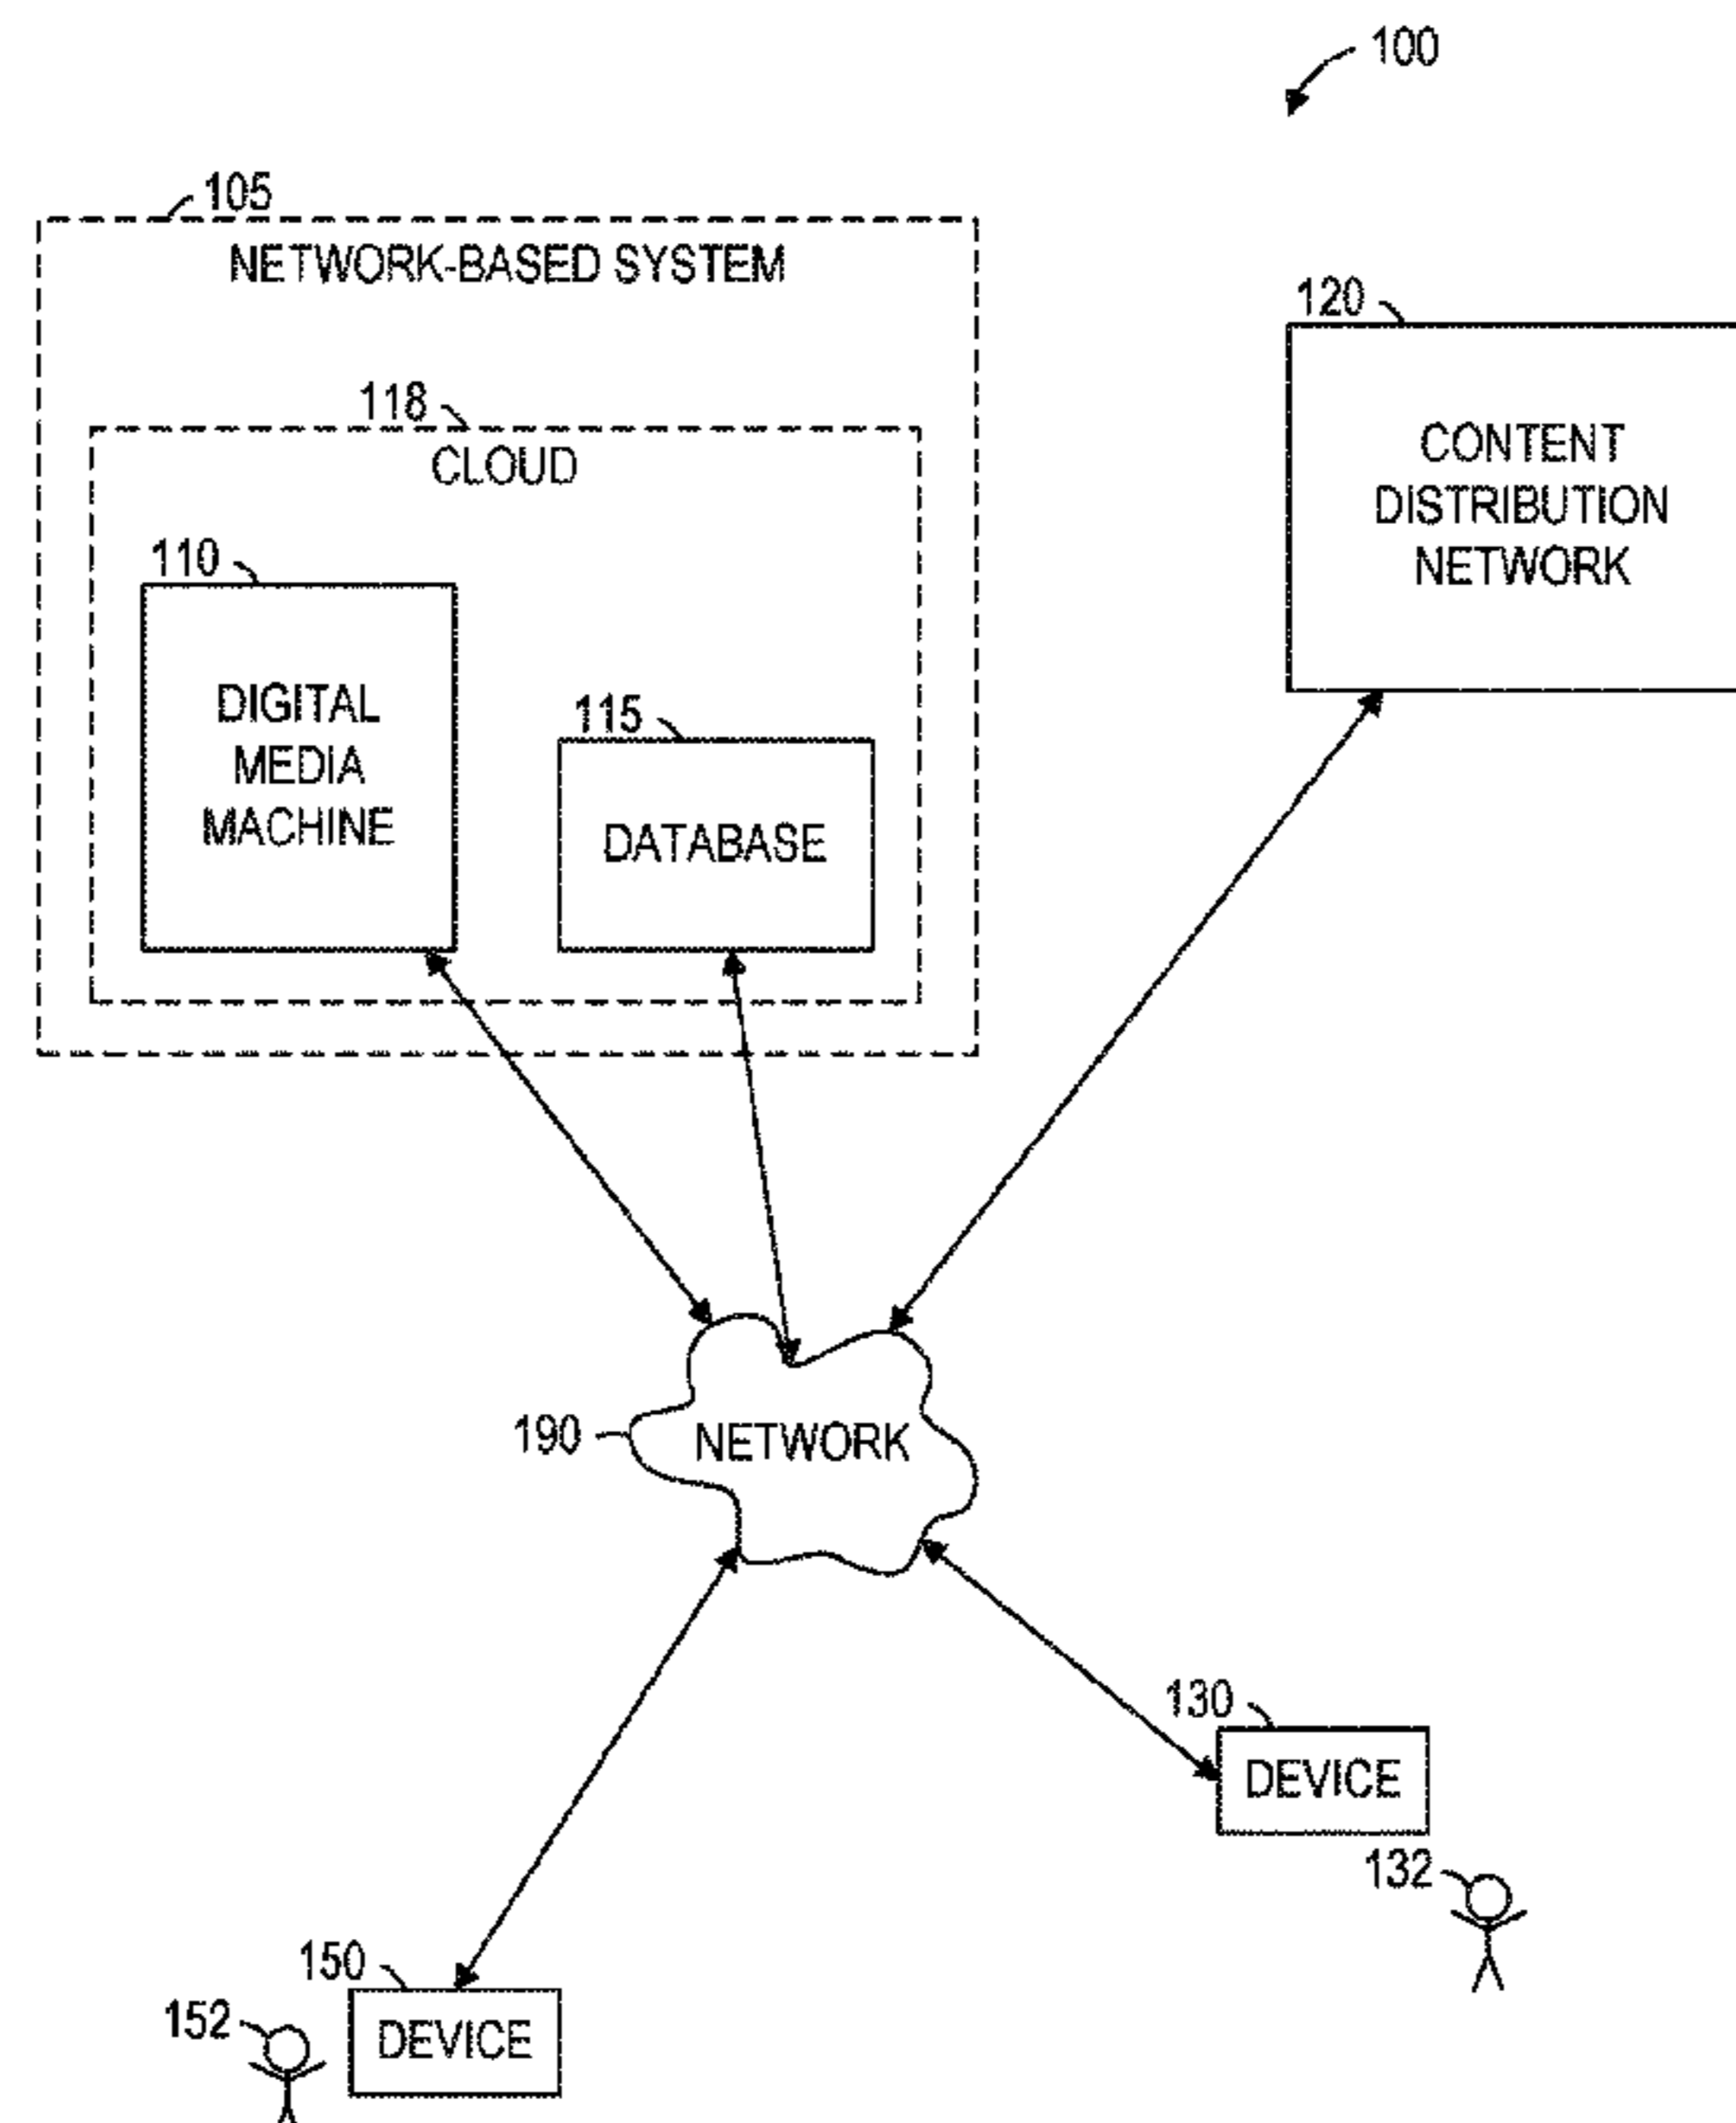 100
105
NETWORK-BASED SYSTEM
120
118
CLOUD
CONTENT
DISTRIBUTION
NETWORK
110
DIGITAL
MEDIA
MACHINE
115
DATABASE
190
NETWORK
130
DEVICE
132
150
152
DEVICE